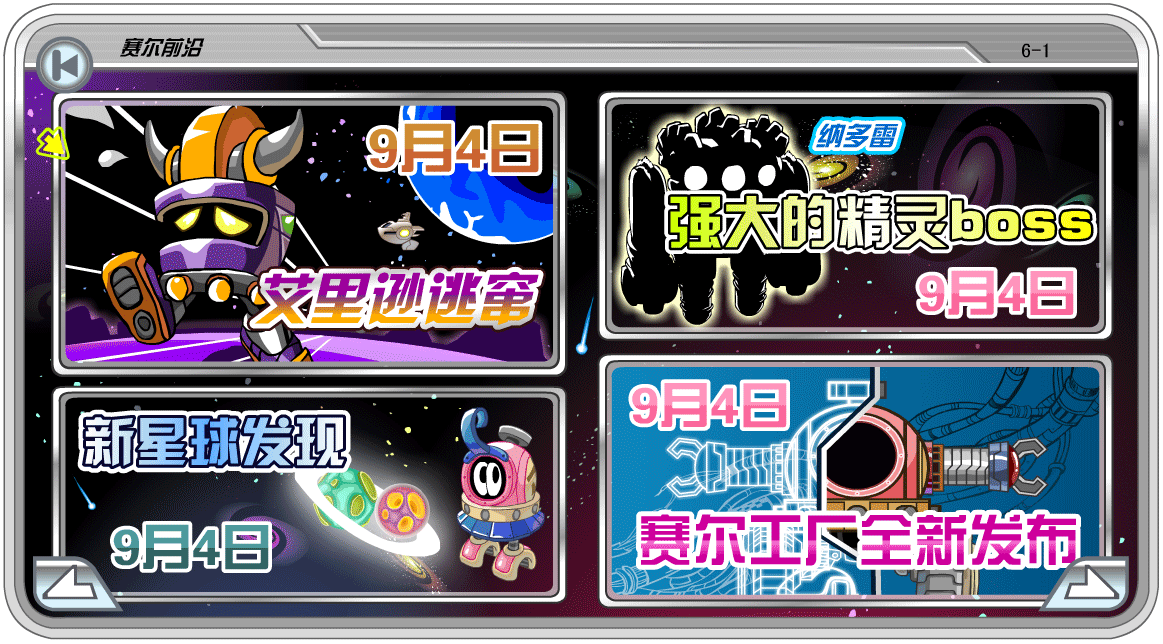 赛尔前沿
6-1
9月4日
艾里逊逃窜
纳多雷
强大的精灵boss
9月4日
新星球发现
9月4日
9月4日
赛尔工厂全新发布